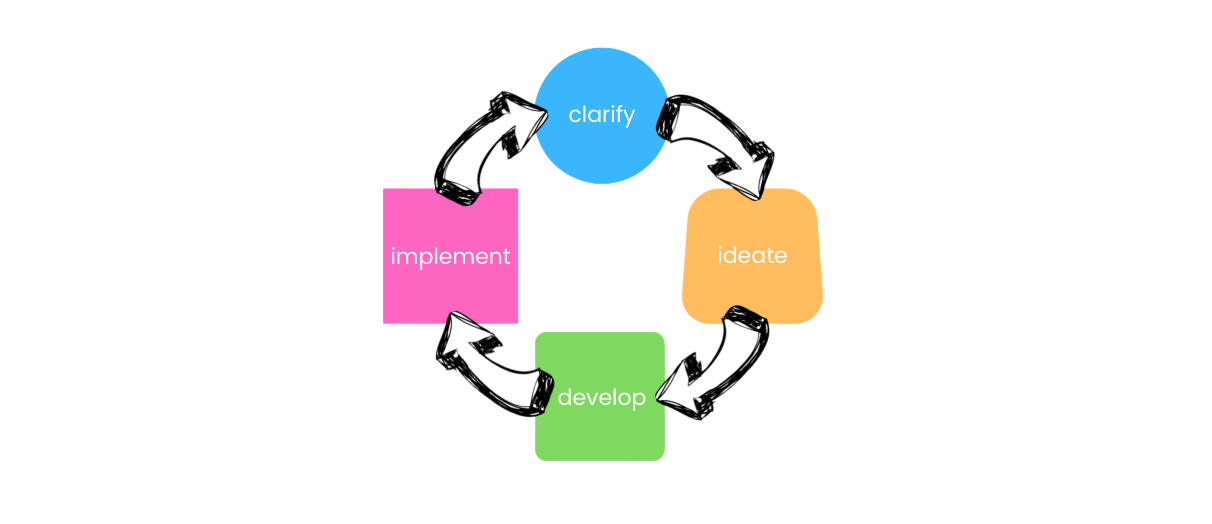 clarify
ideate
develop
implement